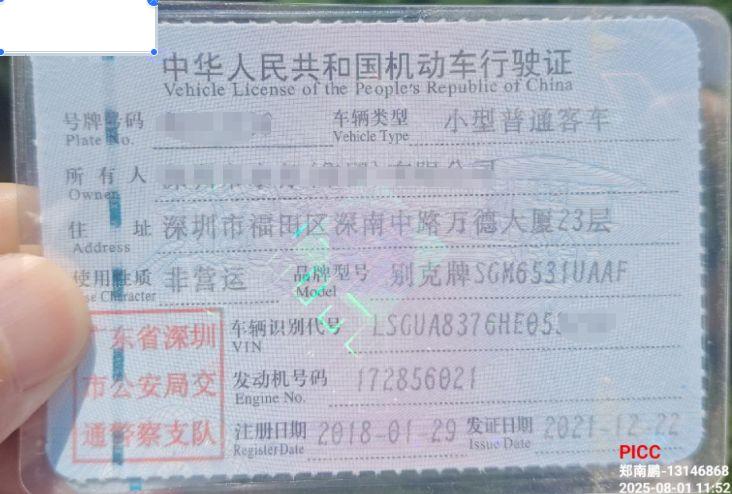 中华人民共和国机动车行驶证
Vehicle License of the People's Republic of China
号牌号码 车辆类型 小型普通客车
Plate No. Vehicle Type
所有人
Owner
住址 深圳市福田区深南中路万德大厦23层
Address
使用性质 非营运 品牌型号 别克牌SGM6531UAAF
Use Character Model
广东省深圳 车辆识别代号 LSGUA8376HE05
VIN
市公安局交 发动机号码 172856021
Engine No.
通警察支队 注册日期 2018-01-29 发证日期 2021-12-22
Register Date Issue Date
PICC
郑南鹏-13146868
2025-08-01 11:52